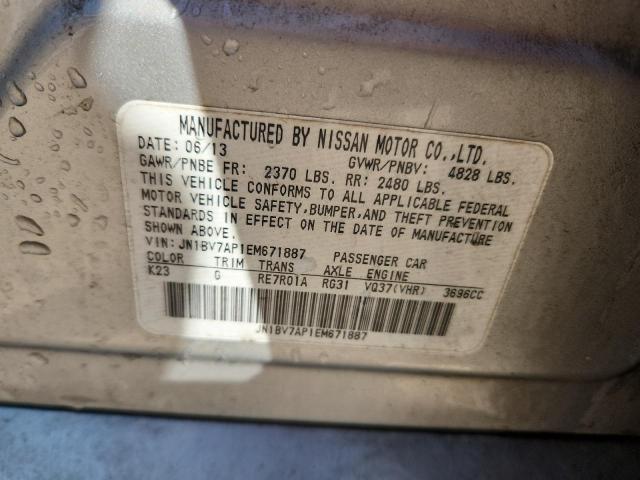 MANUFACTURED BY NISSAN MOTOR CO.,LTD.
DATE: 06/13 GVWR/PNBV: 4828 LBS.
GAWR/PNBE FR: 2370 LBS. RR: 2480 LBS.
THIS VEHICLE CONFORMS TO ALL APPLICABLE FEDERAL
MOTOR VEHICLE SAFETY, BUMPER, AND THEFT PREVENTION
STANDARDS IN EFFECT ON THE DATE OF MANUFACTURE
SHOWN ABOVE.
VIN: JN1BV7AP1EM671887 PASSENGER CAR
COLOR TRIM TRANS AXLE ENGINE
K23 G RE7R01A RG31 VQ37(VHR) 3696CC
JN1BV7AP1EM671887